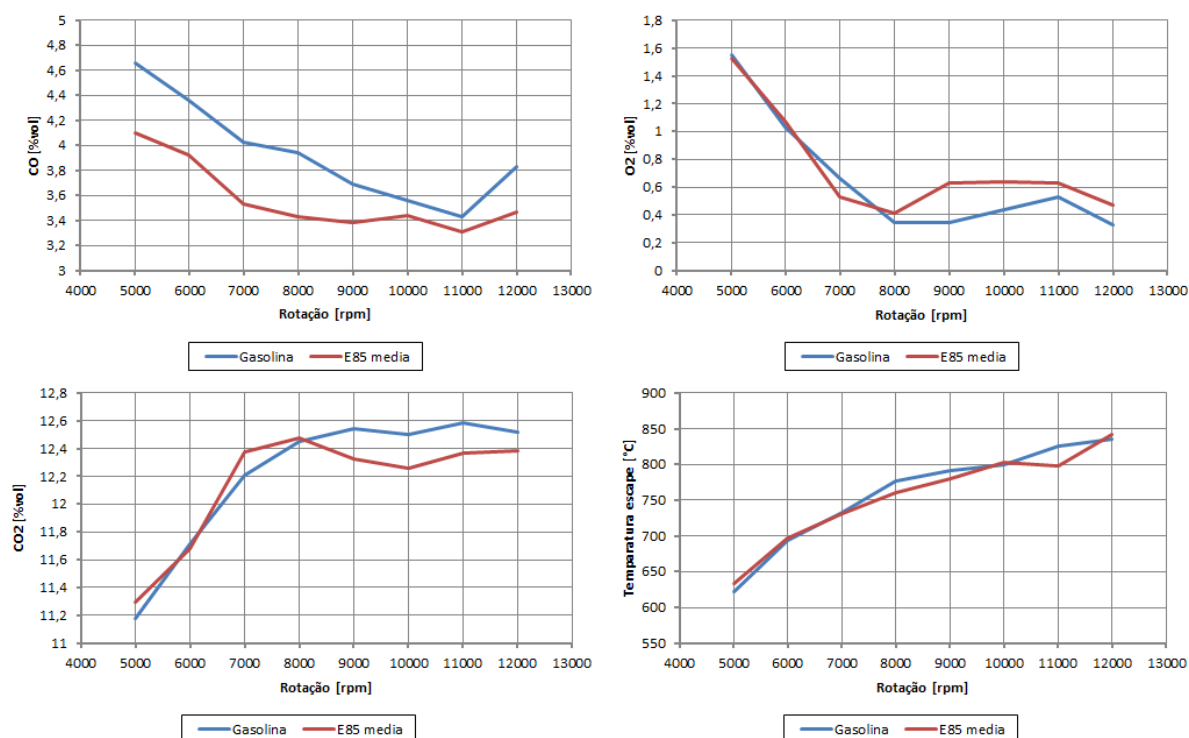 5
4,8
4,6
4,4
4,2
4
3,8
3,6
3,4
3,2
3
CO [%vol]
4000 5000 6000 7000 8000 9000 10000 11000 12000 13000
Rotação [rpm]
Gasolina E85 media
1,8
1,6
1,4
1,2
1
0,8
0,6
0,4
0,2
0
O2 [%vol]
4000 5000 6000 7000 8000 9000 10000 11000 12000 13000
Rotação [rpm]
Gasolina E85 media
12,8
12,6
12,4
12,2
12
11,8
11,6
11,4
11,2
11
CO2 [%vol]
4000 5000 6000 7000 8000 9000 10000 11000 12000 13000
Rotação [rpm]
Gasolina E85 media
900
850
800
750
700
650
600
550
Temparatura escape [°C]
4000 5000 6000 7000 8000 9000 10000 11000 12000 13000
Rotação [rpm]
Gasolina E85 media